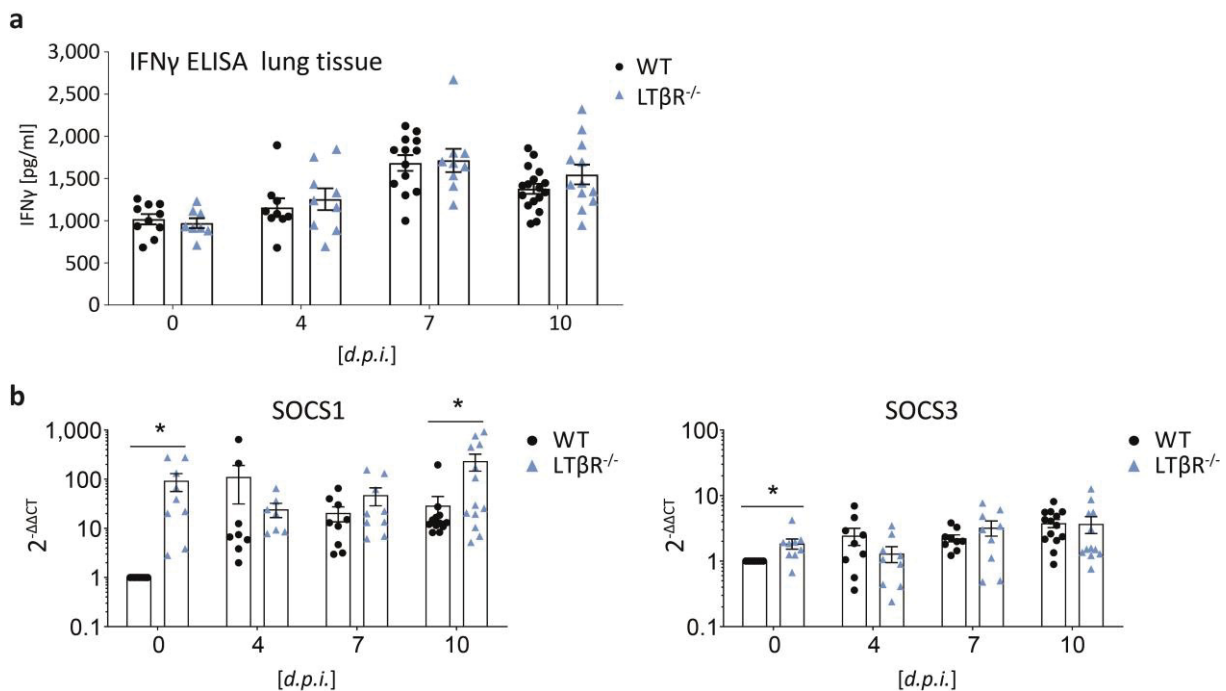 a
IFNγ ELISA lung tissue
WT
LTβR-/-
IFNγ [pg/ml]
3,000
2,500
2,000
1,500
1,000
500
0
0 4 7 10
[d.p.i.]
b
SOCS1
WT
LTβR-/-
2-ΔΔCT
1,000
100
10
1
0.1
* *
0 4 7 10
[d.p.i.]
SOCS3
WT
LTβR-/-
2-ΔΔCT
100
10
1
0.1
*
0 4 7 10
[d.p.i.]